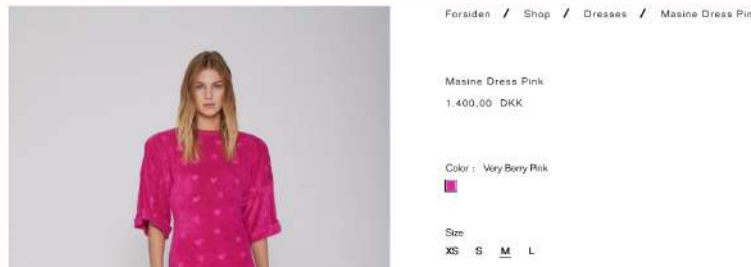 Forsiden / Shop / Dresses / Masine Dress Pin
Masine Dress Pink
1.400,00 DKK
Color : Very Berry Pink
Size
XS S M L